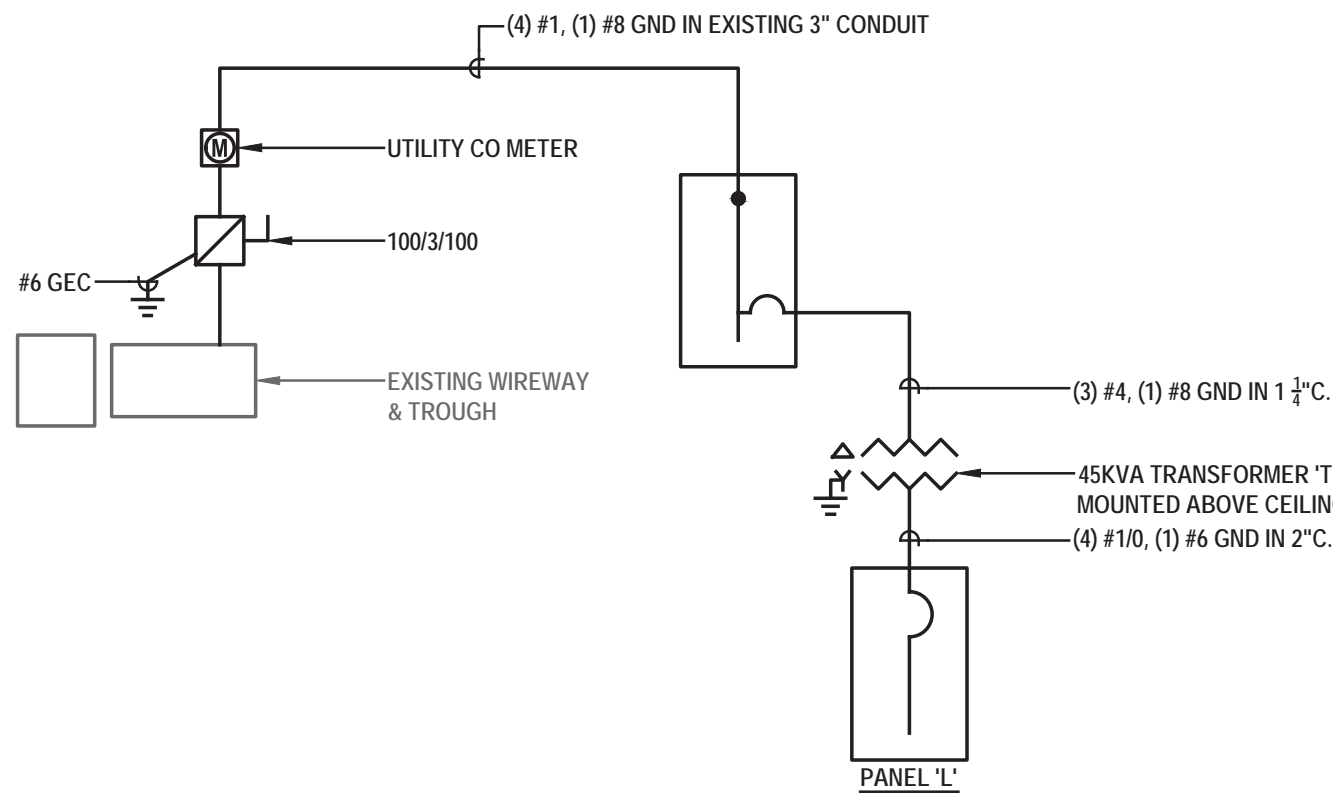 (4) #1, (1) #8 GND IN EXISTING 3" CONDUIT
M
UTILITY CO METER
100/3/100
#6 GEC
EXISTING WIREWAY
& TROUGH
(3) #4, (1) #8 GND IN 1 1/4"C.
45KVA TRANSFORMER 'T
MOUNTED ABOVE CEILING
(4) #1/0, (1) #6 GND IN 2"C.
PANEL 'L'